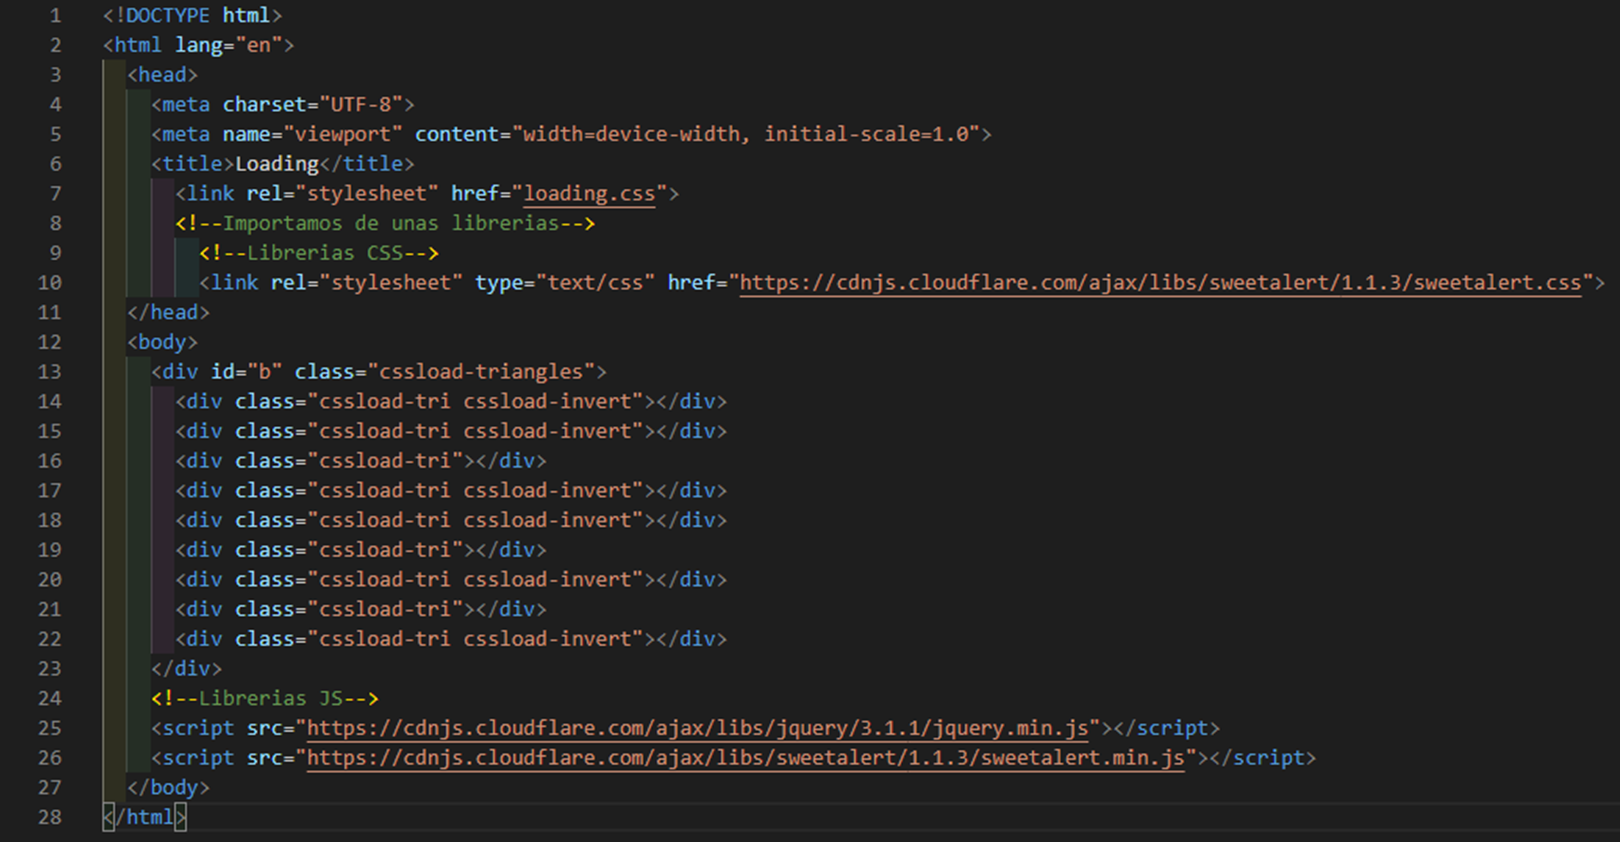 1 <!DOCTYPE html>
2 <html lang="en">
3 <head>
4 <meta charset="UTF-8">
5 <meta name="viewport" content="width=device-width, initial-scale=1.0">
6 <title>Loading</title>
7 <link rel="stylesheet" href="loading.css">
8 <!--Importamos de unas librerias-->
9 <!--Librerias CSS-->
10 <link rel="stylesheet" type="text/css" href="https://cdnjs.cloudflare.com/ajax/libs/sweetalert/1.1.3/sweetalert.css">
11 </head>
12 <body>
13 <div id="b" class="cssload-triangles">
14 <div class="cssload-tri cssload-invert"></div>
15 <div class="cssload-tri cssload-invert"></div>
16 <div class="cssload-tri"></div>
17 <div class="cssload-tri cssload-invert"></div>
18 <div class="cssload-tri cssload-invert"></div>
19 <div class="cssload-tri"></div>
20 <div class="cssload-tri cssload-invert"></div>
21 <div class="cssload-tri"></div>
22 <div class="cssload-tri cssload-invert"></div>
23 </div>
24 <!--Librerias JS-->
25 <script src="https://cdnjs.cloudflare.com/ajax/libs/jquery/3.1.1/jquery.min.js"></script>
26 <script src="https://cdnjs.cloudflare.com/ajax/libs/sweetalert/1.1.3/sweetalert.min.js"></script>
27 </body>
28 </html>